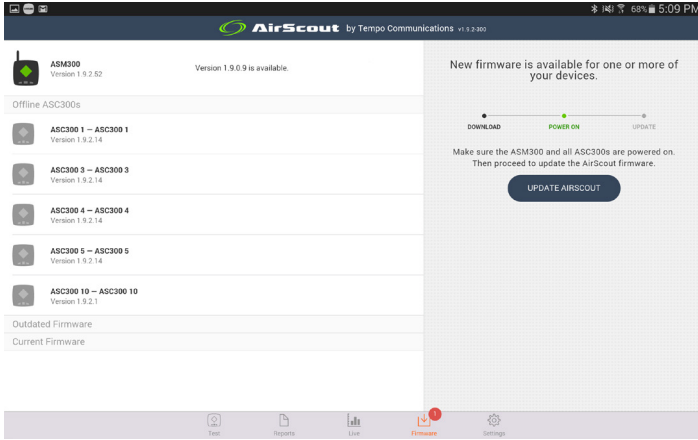 68% 5:09 PM
AirScout by Tempo Communications v1.9.2-300
ASM300
Version 1.9.2.52
Version 1.9.0.9 is available.
Offline ASC300s
ASC300 1 — ASC300 1
Version 1.9.2.14
ASC300 3 — ASC300 3
Version 1.9.2.14
ASC300 4 — ASC300 4
Version 1.9.2.14
ASC300 5 — ASC300 5
Version 1.9.2.14
ASC300 10 — ASC300 10
Version 1.9.2.1
Outdated Firmware
Current Firmware
New firmware is available for one or more of
your devices.
DOWNLOAD POWER ON UPDATE
Make sure the ASM300 and all ASC300s are powered on.
Then proceed to update the AirScout firmware.
UPDATE AIRSCOUT
1
Test Reports Live Firmware Settings